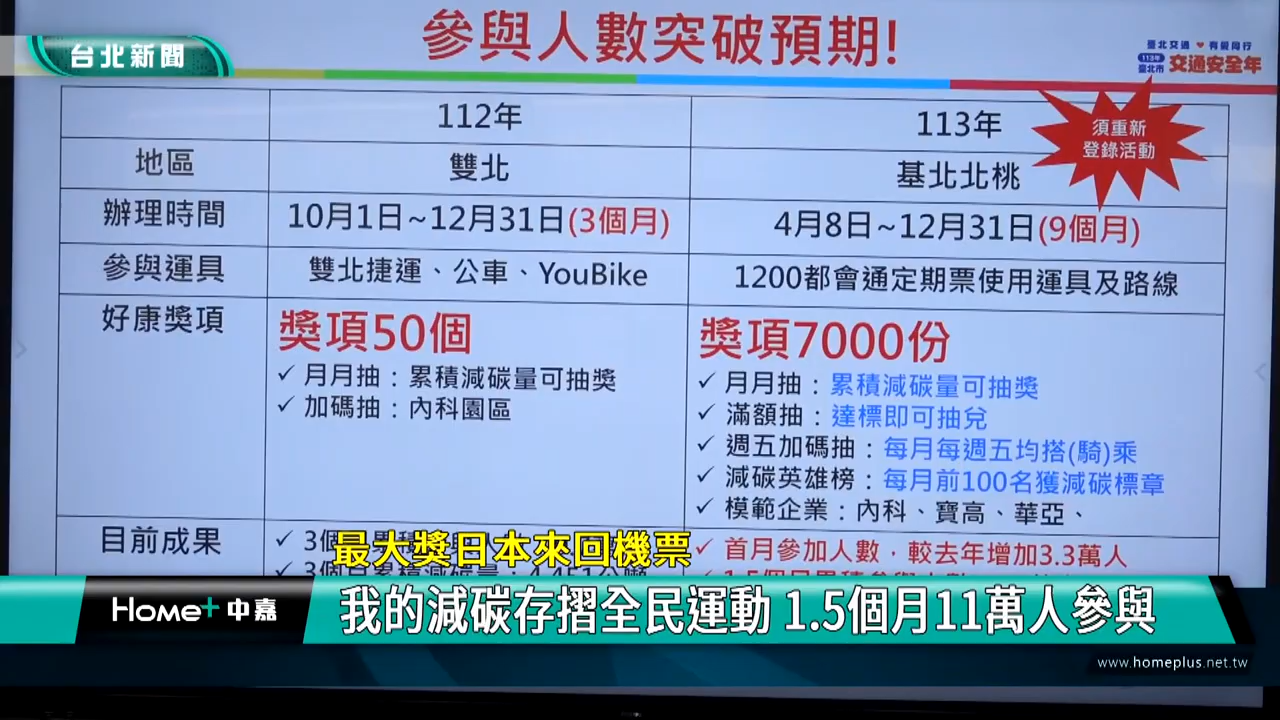 台北新聞
參與人數突破預期!
臺北交通 ♥ 有愛同行
113年
臺北市
交通安全年
112年
113年
須重新
登錄活動
地區
雙北
基北北桃
辦理時間
10月1日~12月31日(3個月)
4月8日~12月31日(9個月)
參與運具
雙北捷運、公車、YouBike
1200都會通定期票使用運具及路線
好康獎項
獎項50個
✓ 月月抽：累積減碳量可抽獎
✓ 加碼抽：內科園區
獎項7000份
✓ 月月抽：累積減碳量可抽獎
✓ 滿額抽：達標即可抽兌
✓ 週五加碼抽：每月每週五均搭(騎)乘
✓ 減碳英雄榜：每月前100名獲減碳標章
✓ 模範企業：內科、寶高、華亞、
目前成果
✓ 3個
✓ 首月參加人數，較去年增加3.3萬人
最大獎日本來回機票
Home+ 中嘉
我的減碳存摺全民運動 1.5個月11萬人參與
www.homeplus.net.tw